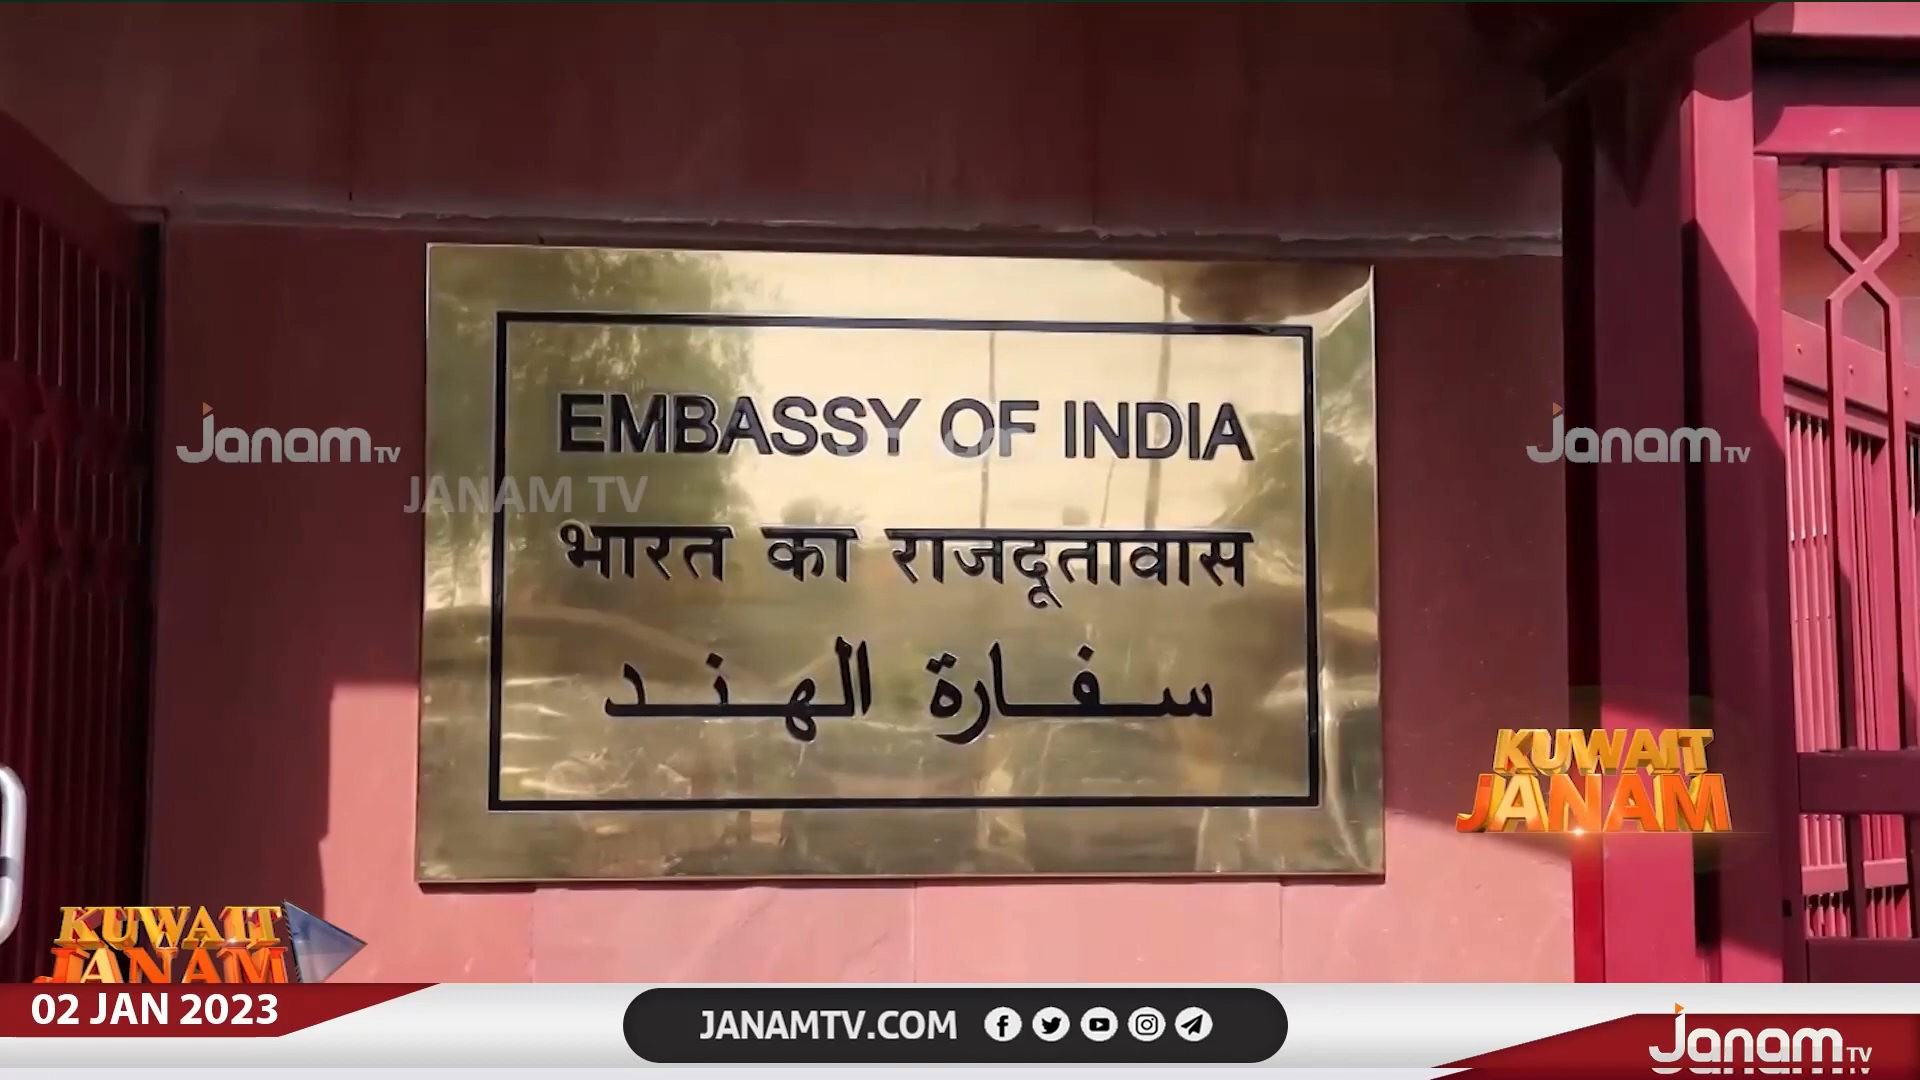 EMBASSY OF INDIA
Janam TV
Janam TV
JANAM TV
भारत का राजदूतावास
سفارة الهند
KUWAIT
JANAM
KUWAIT
JANAM
02 JAN 2023
JANAMTV.COM
Janam TV